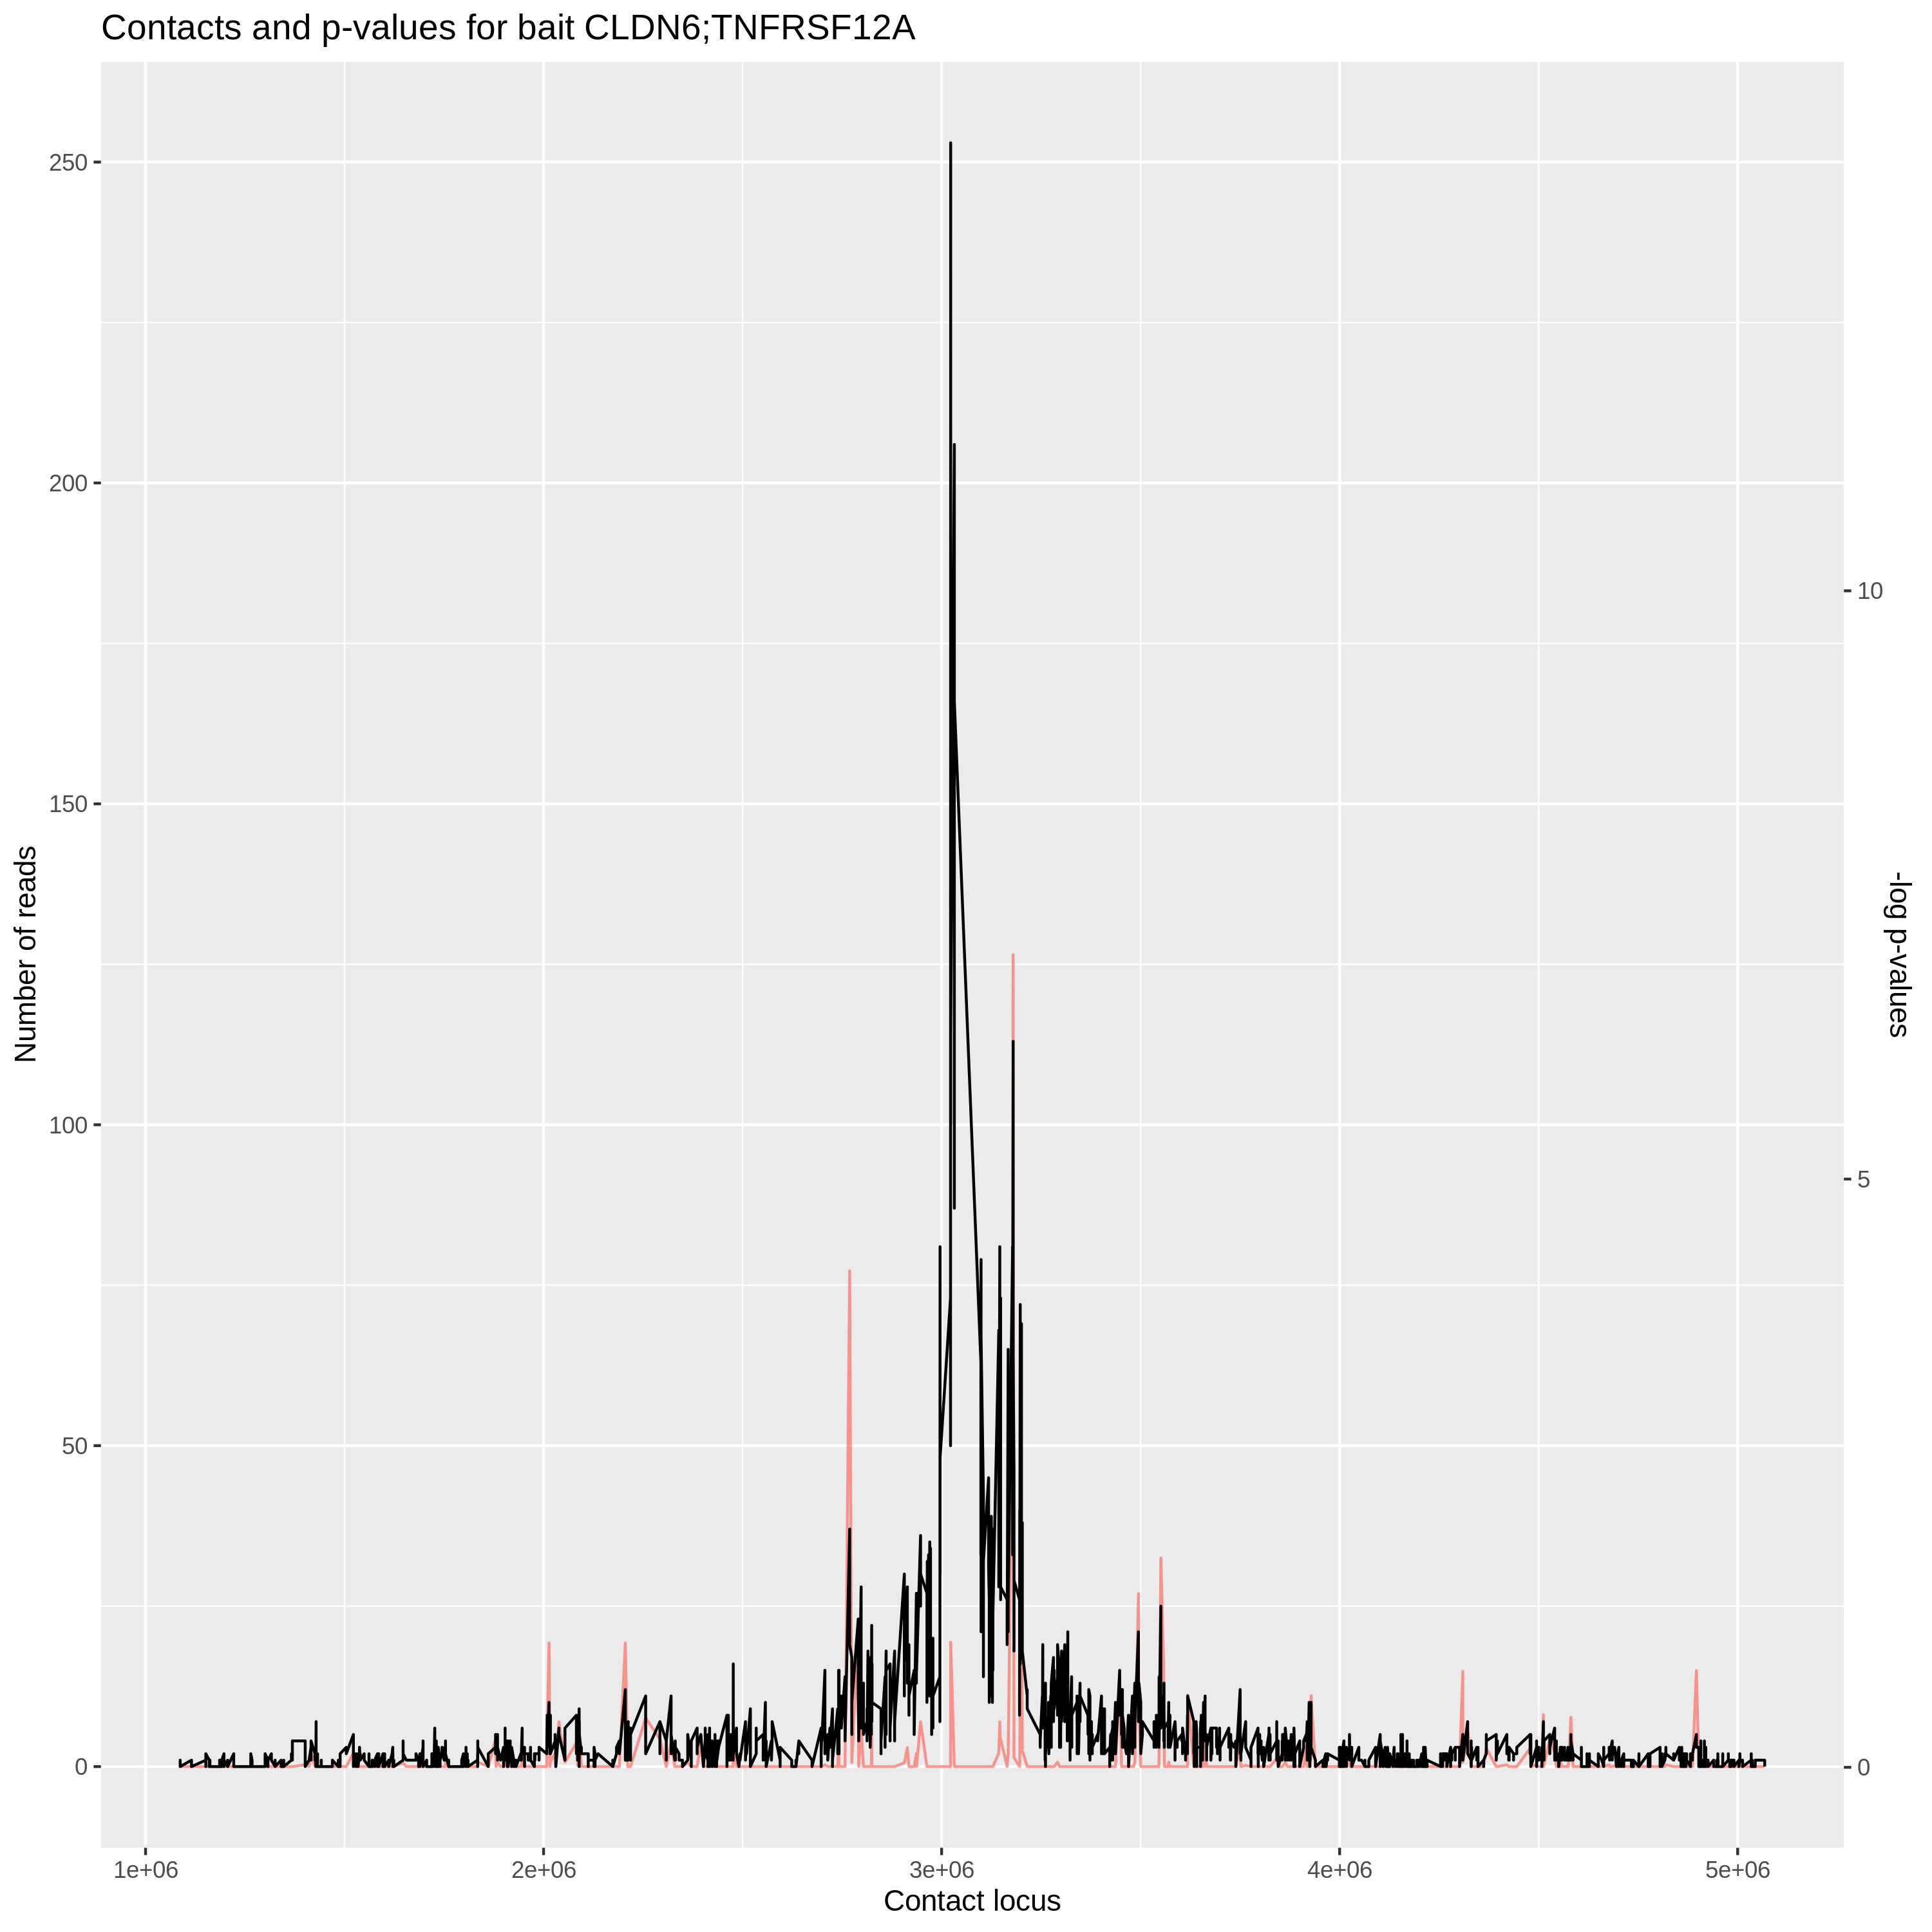 Contacts and p-values for bait CLDN6;TNFRSF12A
250
200
150
100
50
0
Number of reads
10
5
0
-log p-values
1e+06
2e+06
3e+06
4e+06
5e+06
Contact locus